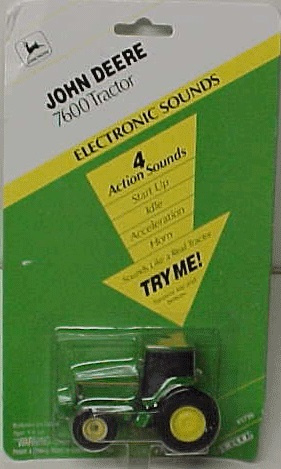 JOHN DEERE
7600 Tractor
ELECTRONIC SOUNDS
4
Action Sounds
Start Up
Idle
Acceleration
Horn
Sounds Like a Real Tractor
TRY ME!
WARNING